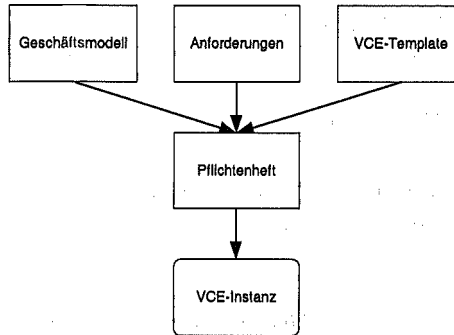 Geschäftsmodell
Anforderungen
VCE-Template
Pflichtenheft
VCE-Instanz